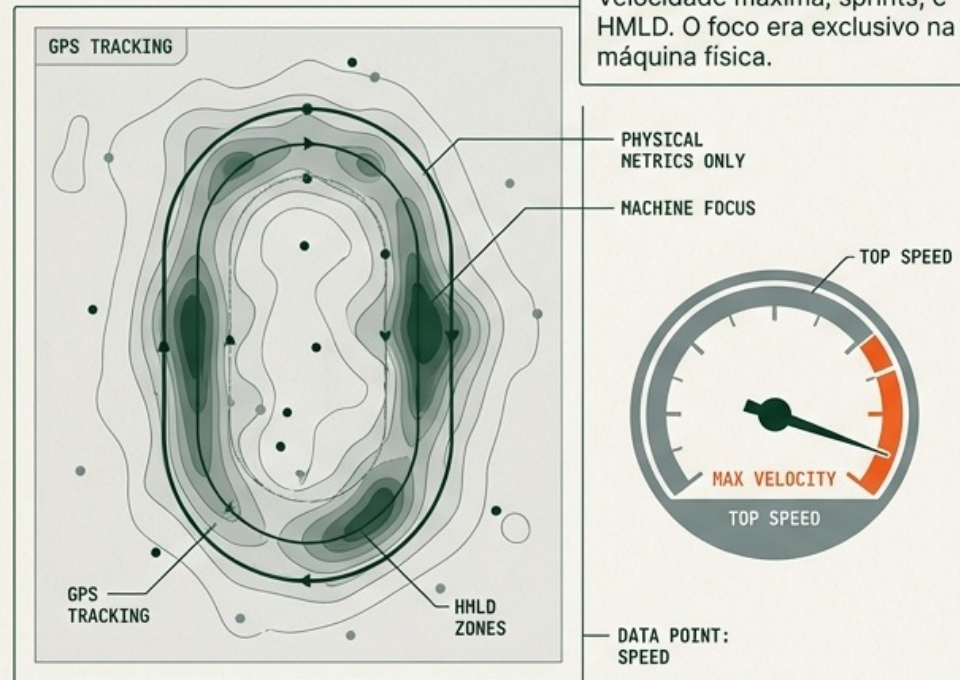 Velocidade máxima, sprints, e
HMLD. O foco era exclusivo na
máquina física.
GPS TRACKING
PHYSICAL
NETRICS ONLY
MACHINE FOCUS
TOP SPEED
MAX VELOCITY
TOP SPEED
GPS
TRACKING
HMLD
ZONES
DATA POINT:
SPEED